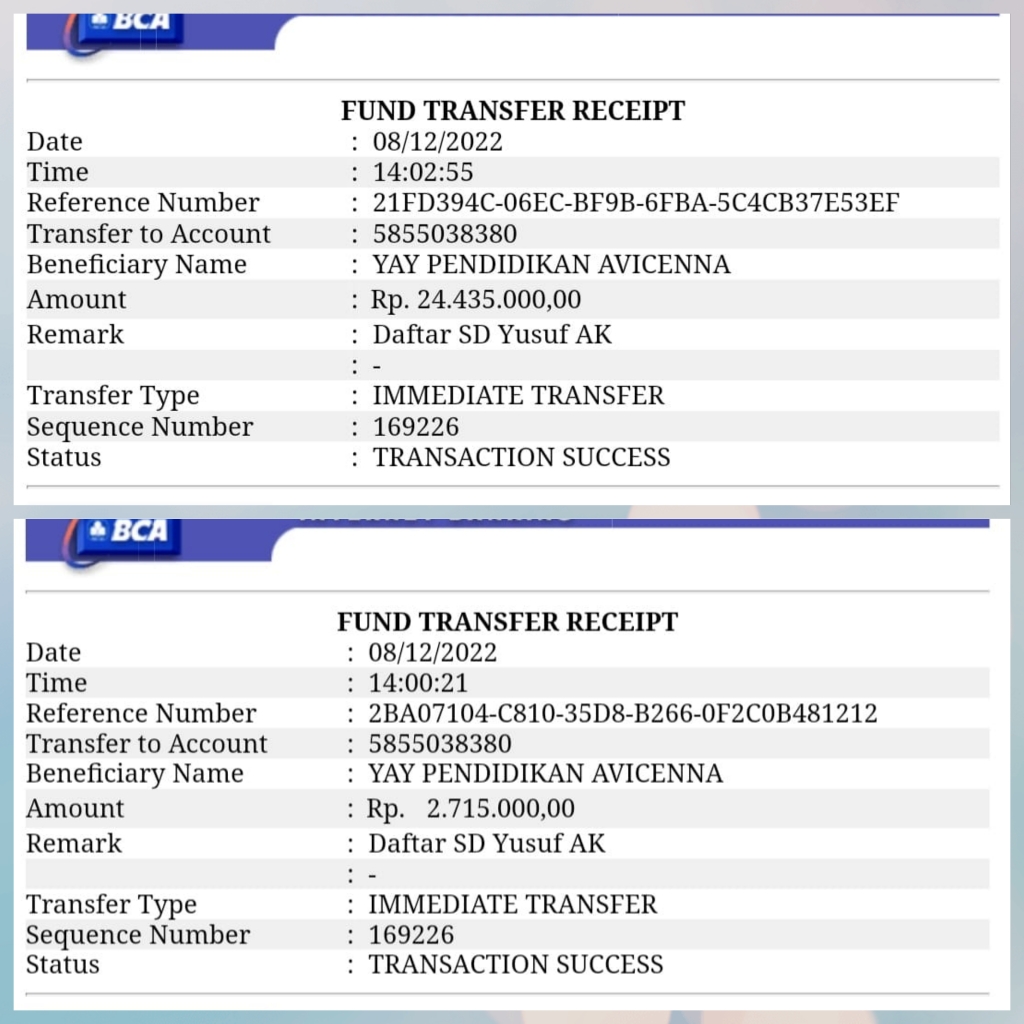 BCA
FUND TRANSFER RECEIPT
Date : 08/12/2022
Time : 14:02:55
Reference Number : 21FD394C-06EC-BF9B-6FBA-5C4CB37E53EF
Transfer to Account : 5855038380
Beneficiary Name : YAY PENDIDIKAN AVICENNA
Amount : Rp. 24.435.000,00
Remark : Daftar SD Yusuf AK
: -
Transfer Type : IMMEDIATE TRANSFER
Sequence Number : 169226
Status : TRANSACTION SUCCESS
BCA
FUND TRANSFER RECEIPT
Date : 08/12/2022
Time : 14:00:21
Reference Number : 2BA07104-C810-35D8-B266-0F2C0B481212
Transfer to Account : 5855038380
Beneficiary Name : YAY PENDIDIKAN AVICENNA
Amount : Rp. 2.715.000,00
Remark : Daftar SD Yusuf AK
: -
Transfer Type : IMMEDIATE TRANSFER
Sequence Number : 169226
Status : TRANSACTION SUCCESS